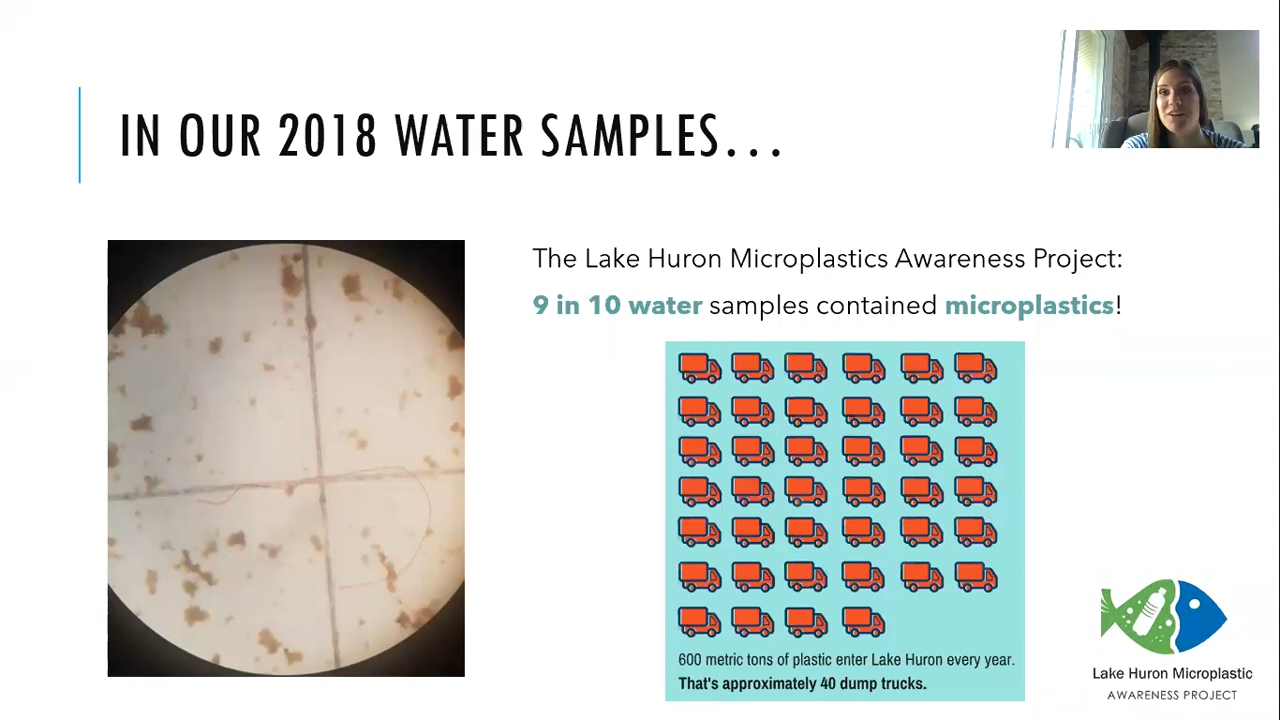 IN OUR 2018 WATER SAMPLES...
The Lake Huron Microplastics Awareness Project:
9 in 10 water samples contained microplastics!
600 metric tons of plastic enter Lake Huron every year.
That's approximately 40 dump trucks.
Lake Huron Microplastic
AWARENESS PROJECT